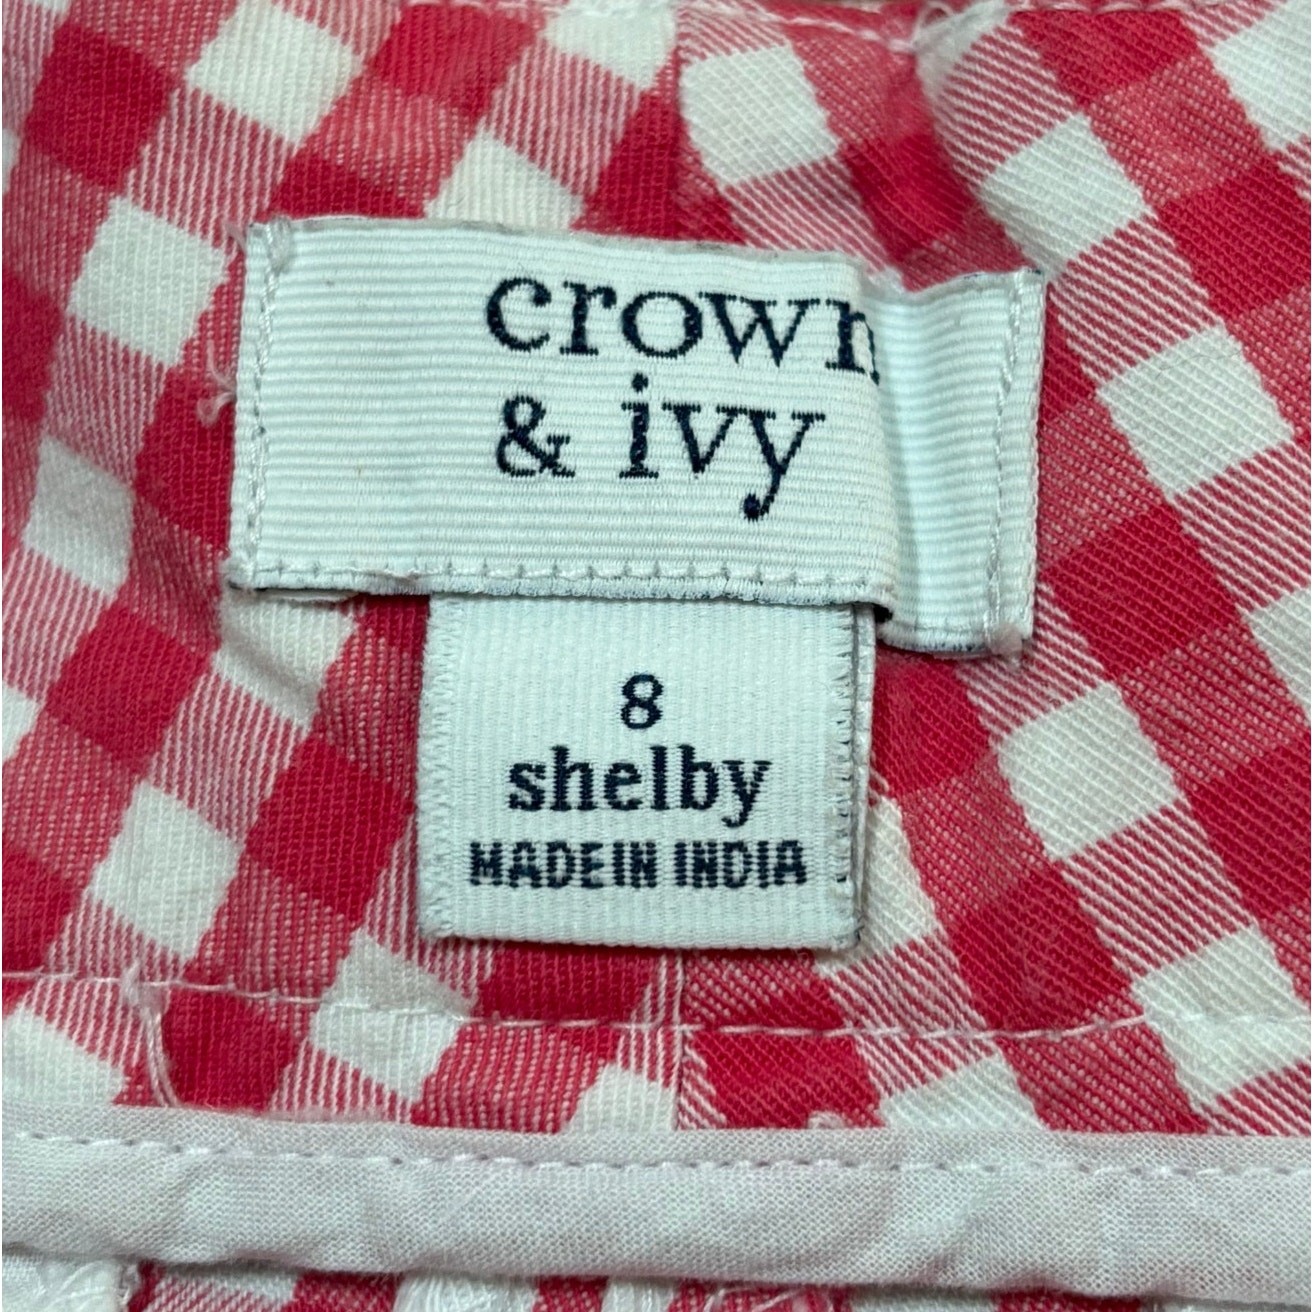 crown
& ivy
8
shelby
MADE IN INDIA